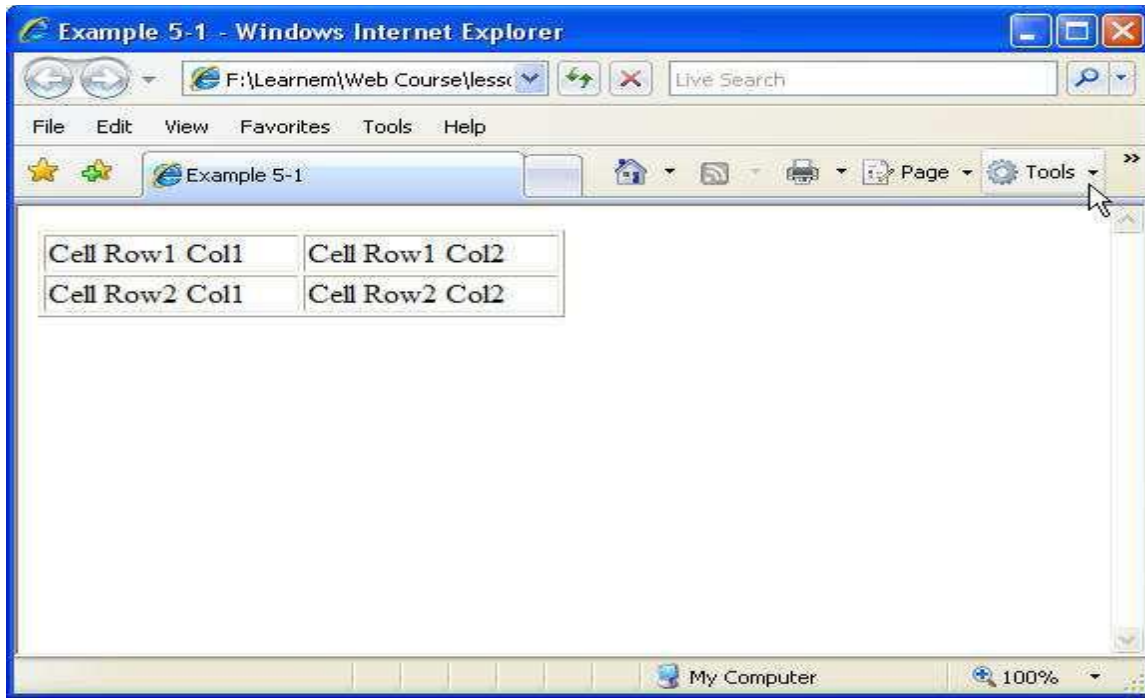 Example 5-1 - Windows Internet Explorer
F:\Learnem\Web Course\less
Live Search
File Edit View Favorites Tools Help
Example 5-1
Page
Tools
»
Cell Row1 Col1 Cell Row1 Col2
Cell Row2 Col1 Cell Row2 Col2
My Computer
100%